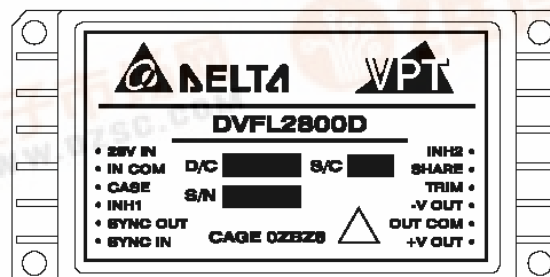 DELTA VPT
DVFL2800D
28V IN
IN COM
CASE
INH1
SYNC OUT
SYNC IN
D/C
S/C
S/N
CAGE 0ZBZ6
INH2
SHARE
TRIM
-V OUT
OUT COM
+V OUT